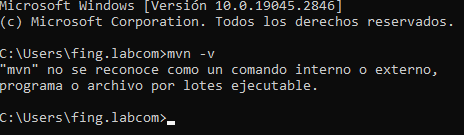 Microsoft Windows [Versión 10.0.19045.2846]
(c) Microsoft Corporation. Todos los derechos reservados.
C:\Users\fing.labcom>mvn -v
"mvn" no se reconoce como un comando interno o externo,
programa o archivo por lotes ejecutable.
C:\Users\fing.labcom>